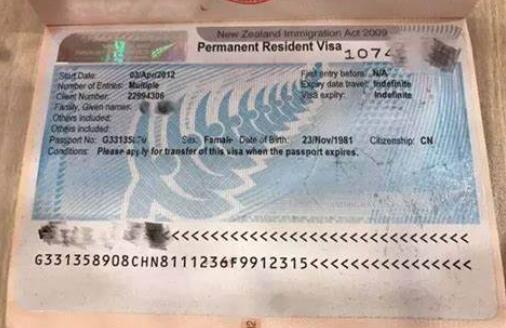 New Zealand Immigration Act 2009
Permanent Resident Visa 1074
Start Date: 03/Apr/2012 First entry before: N/A
Number of Entries: Multiple Expiry date travel: Indefinite
Client Number: 22994306 Visa expiry: Indefinite
Family, Given names:
Others included:
Others included:
Passport No: Sex: Female Date of Birth: 23/Nov/1981 Citizenship: CN
Conditions: Please apply for transfer of this visa when the passport expires.
<<<<<<<<<<<<<<<<<<<<<<<<<<<<<<
G331358908CHN8111236F9912315<<<<<<<<<<<<<<<<